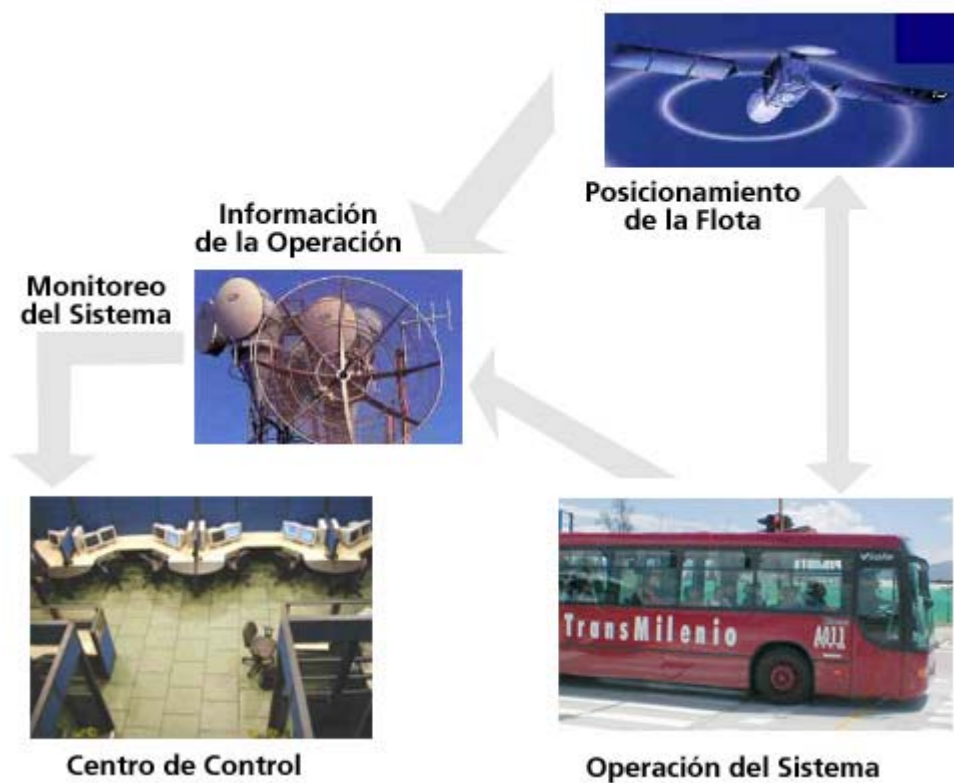 Posicionamiento
de la Flota
Información
de la Operación
Monitoreo
del Sistema
TransMilenio
Centro de Control
Operación del Sistema